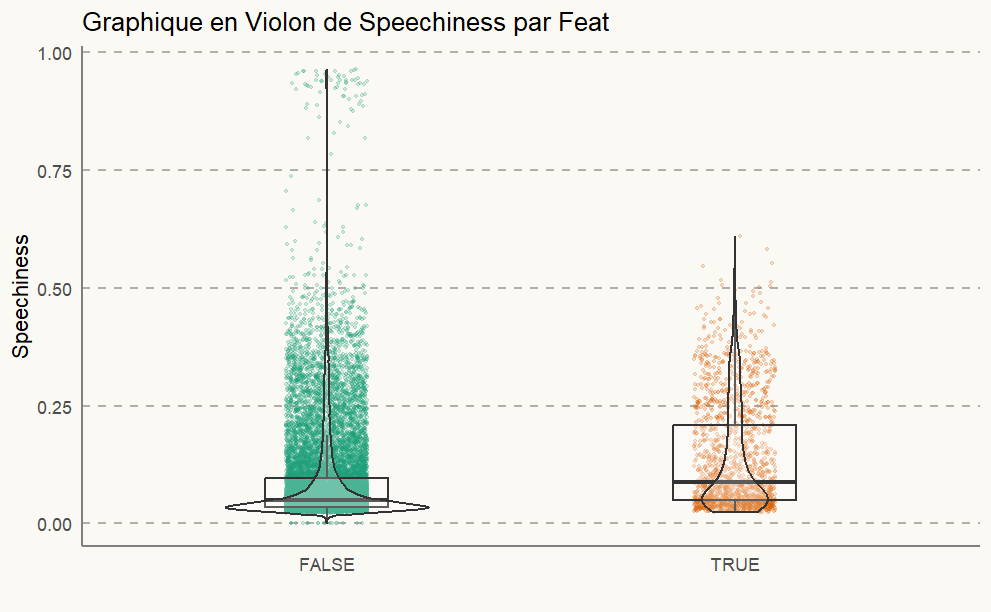 Graphique en Violon de Speechiness par Feat
1.00
0.75
0.50
0.25
0.00
Speechiness
FALSE
TRUE